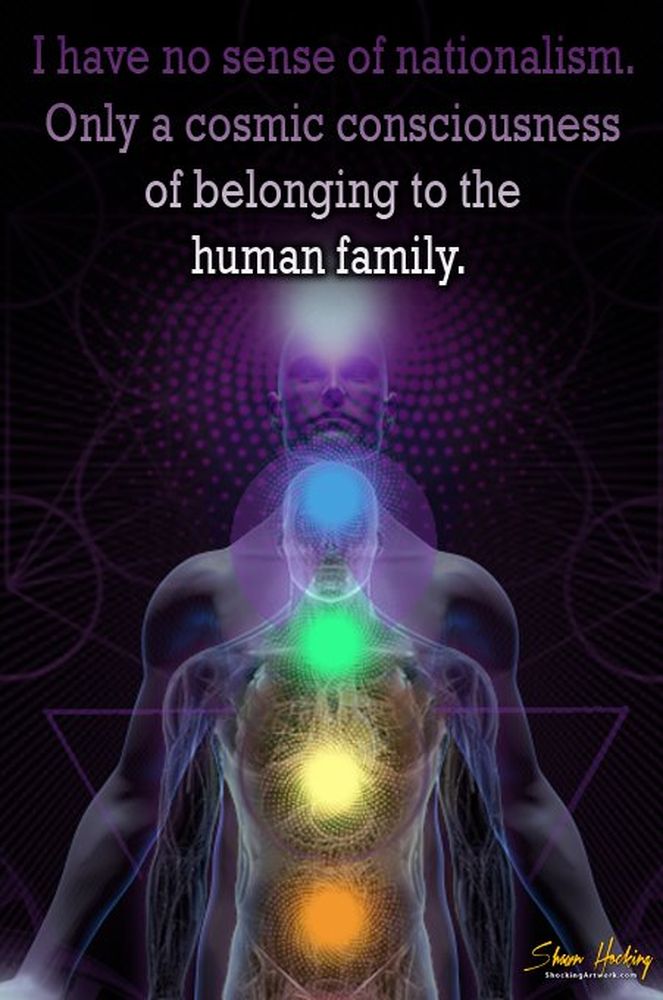 I have no sense of nationalism.
Only a cosmic consciousness
of belonging to the
human family.
Shawn Hocking
ShockingArtwork.com